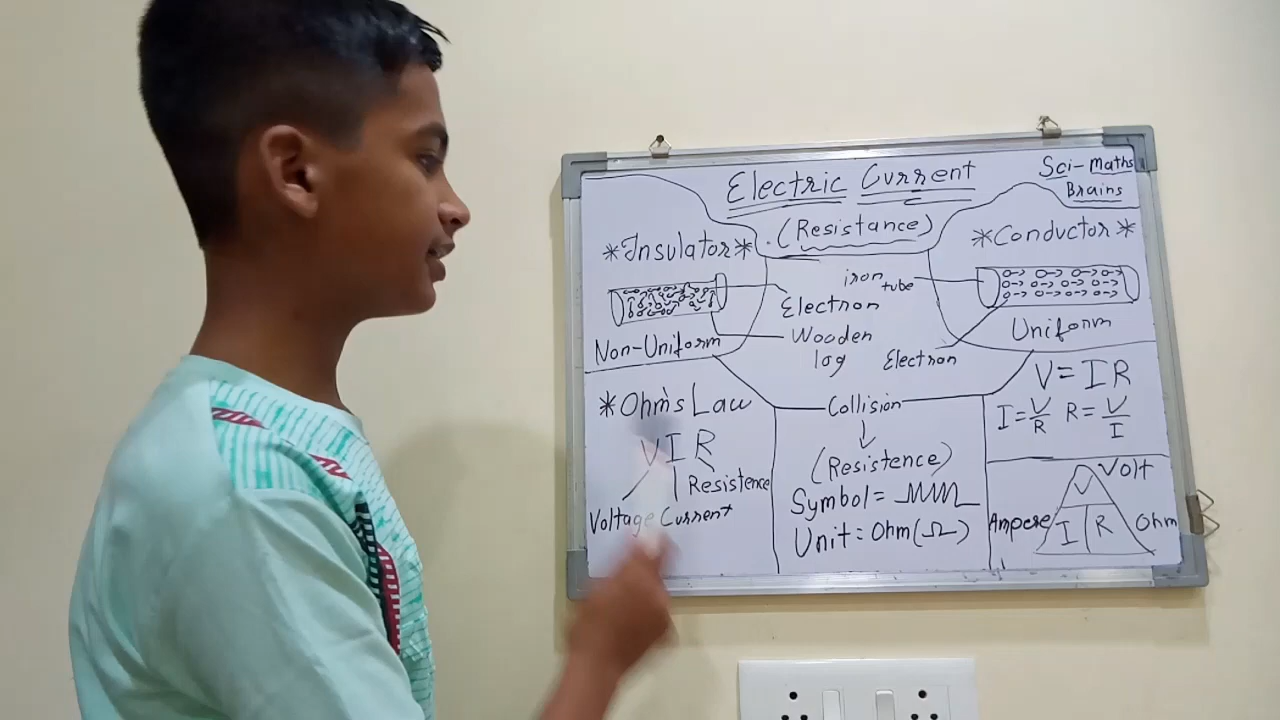 Electric Current
Sci-Maths
Brains
(Resistance)
*Insulator*
Electron
Wooden
log
Non-Uniform
*Conductor*
iron
tube
Electron
Uniform
*Ohm's Law
V I R
Resistence
Voltage Current
Collision
(Resistence)
Symbol=
Unit = Ohm(Ω)
V = I R
I = V/R R = V/I
V Volt
Ampere I R Ohm